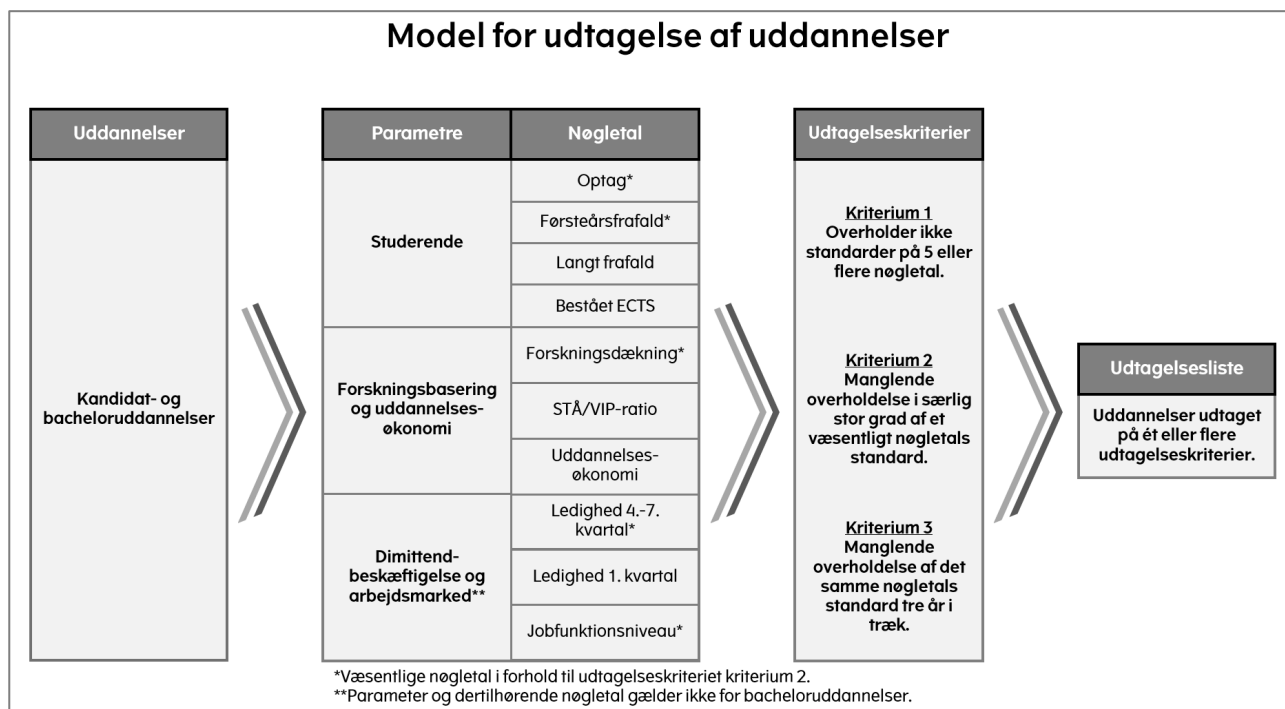 Model for udtagelse af uddannelser
Uddannelser
Kandidat- og
bacheloruddannelser
Parametre
Nøgletal
Studerende
Optag*
Førsteårsfrafald*
Langt frafald
Bestået ECTS
Forskningsbasering
og uddannelses-
økonomi
Forskningsdækning*
STÅ/VIP-ratio
Uddannelses-
økonomi
Dimittend-
beskæftigelse og
arbejdsmarked**
Ledighed 4.-7.
kvartal*
Ledighed 1. kvartal
Jobfunktionsniveau*
Udtagelseskriterier
Kriterium 1
Overholder ikke
standarder på 5 eller
flere nøgletal.
Kriterium 2
Manglende
overholdelse i særlig
stor grad af et
væsentligt nøgletals
standard.
Kriterium 3
Manglende
overholdelse af det
samme nøgletals
standard tre år i
træk.
Udtagelsesliste
Uddannelser udtaget
på ét eller flere
udtagelseskriterier.
*Væsentlige nøgletal i forhold til udtagelseskriteriet kriterium 2.
**Parameter og dertilhørende nøgletal gælder ikke for bacheloruddannelser.